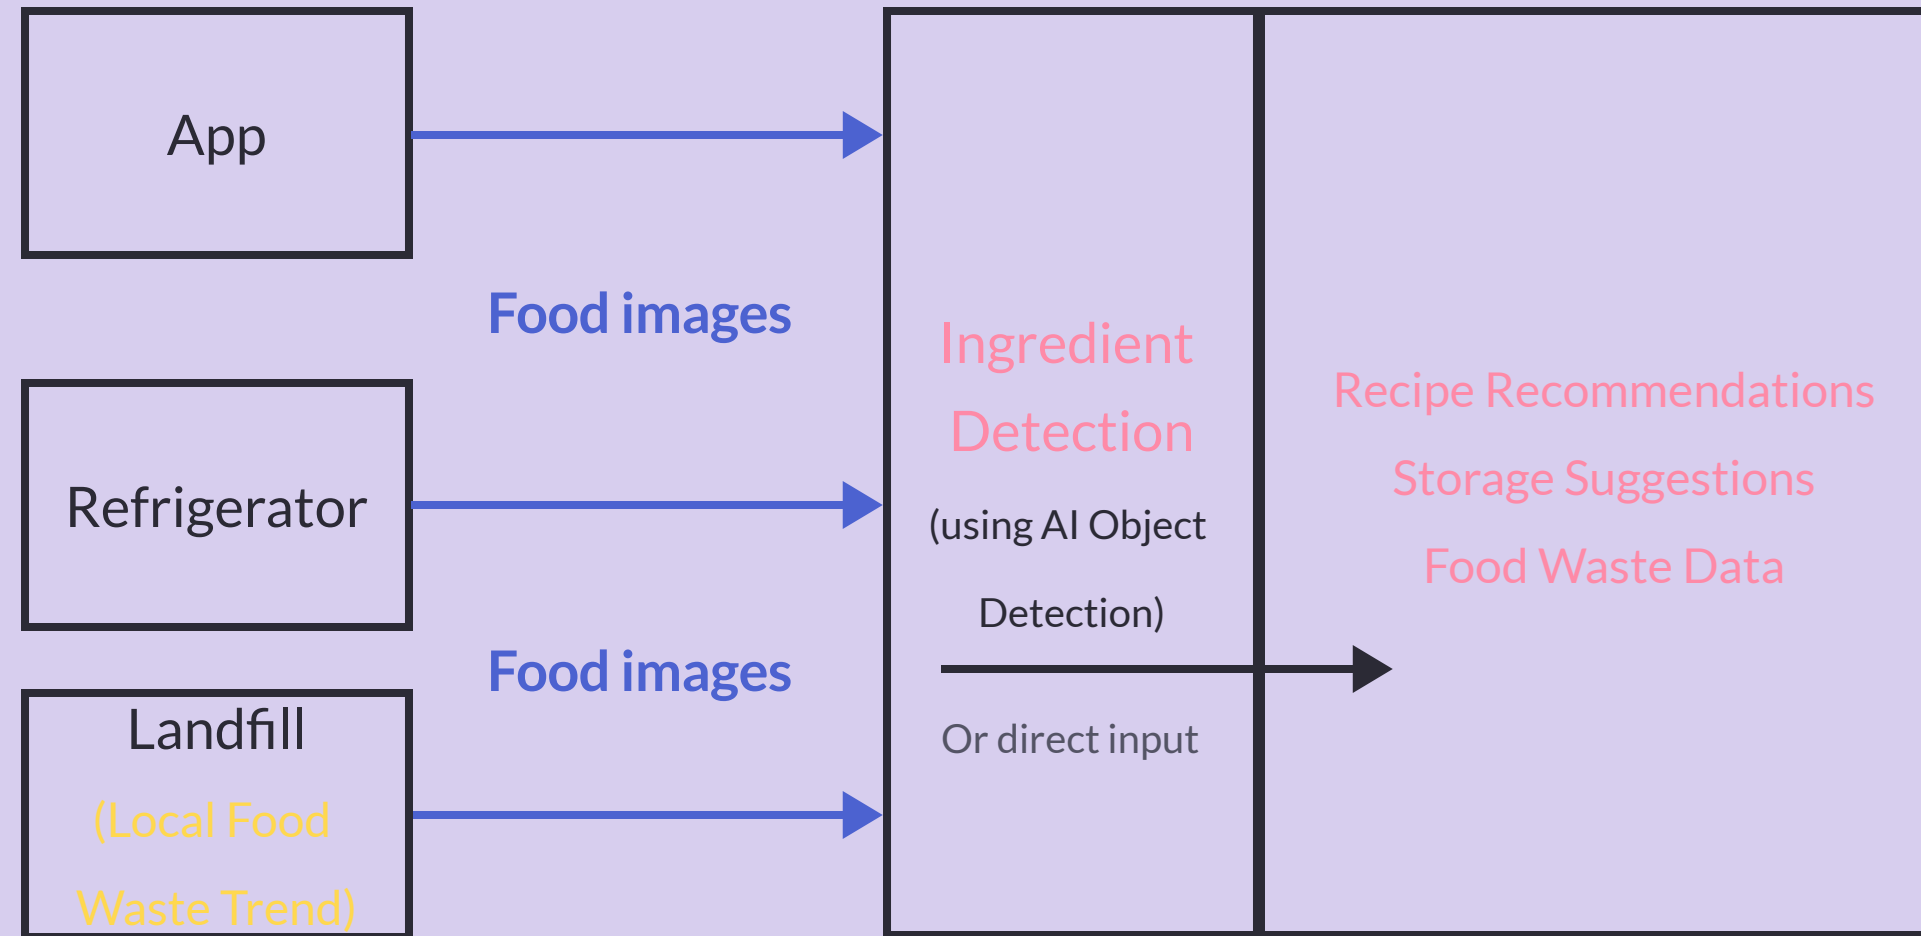 App
Food images
Refrigerator
Food images
Landfill
(Local Food
Waste Trend)
Ingredient
Detection
(using AI Object
Detection)
Or direct input
Recipe Recommendations
Storage Suggestions
Food Waste Data